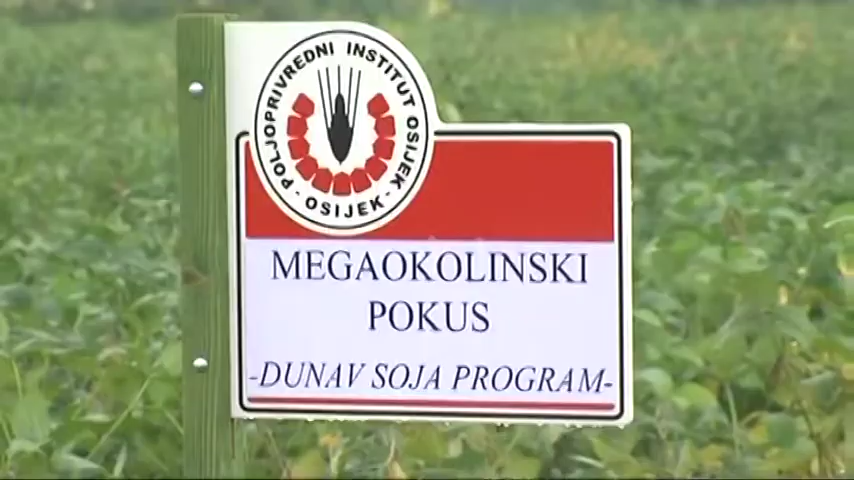 POLJOPRIVREDNI INSTITUT OSIJEK
- OSIJEK -
MEGAOKOLINSKI
POKUS
-DUNAV SOJA PROGRAM-